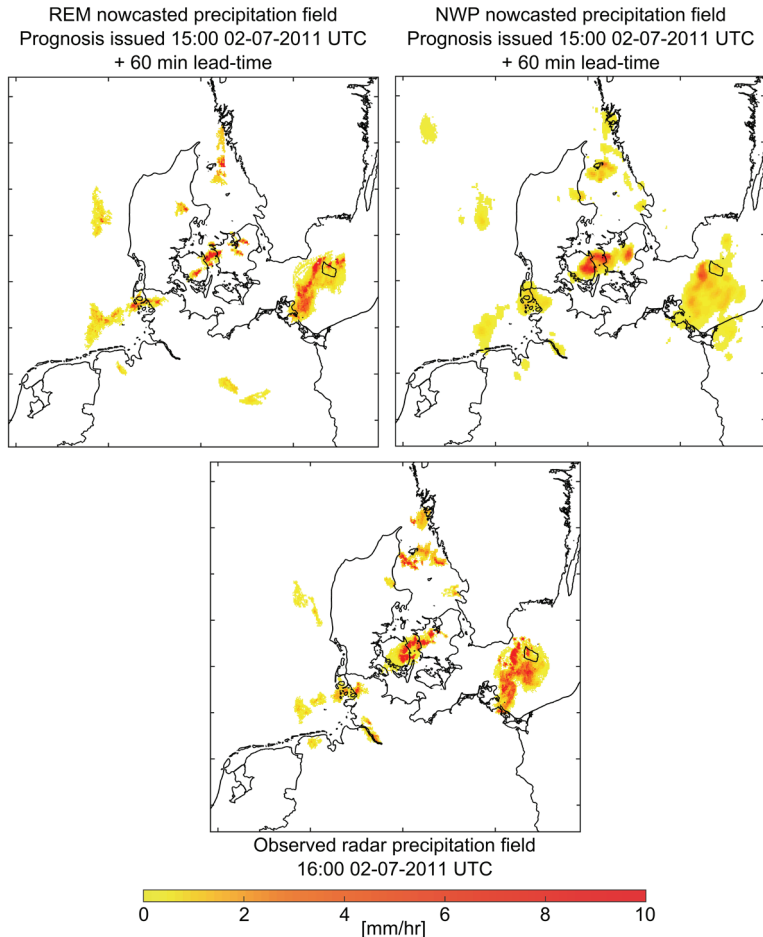 REM nowcasted precipitation field
Prognosis issued 15:00 02-07-2011 UTC
+ 60 min lead-time
NWP nowcasted precipitation field
Prognosis issued 15:00 02-07-2011 UTC
+ 60 min lead-time
Observed radar precipitation field
16:00 02-07-2011 UTC
0 2 4 6 8 10
[mm/hr]